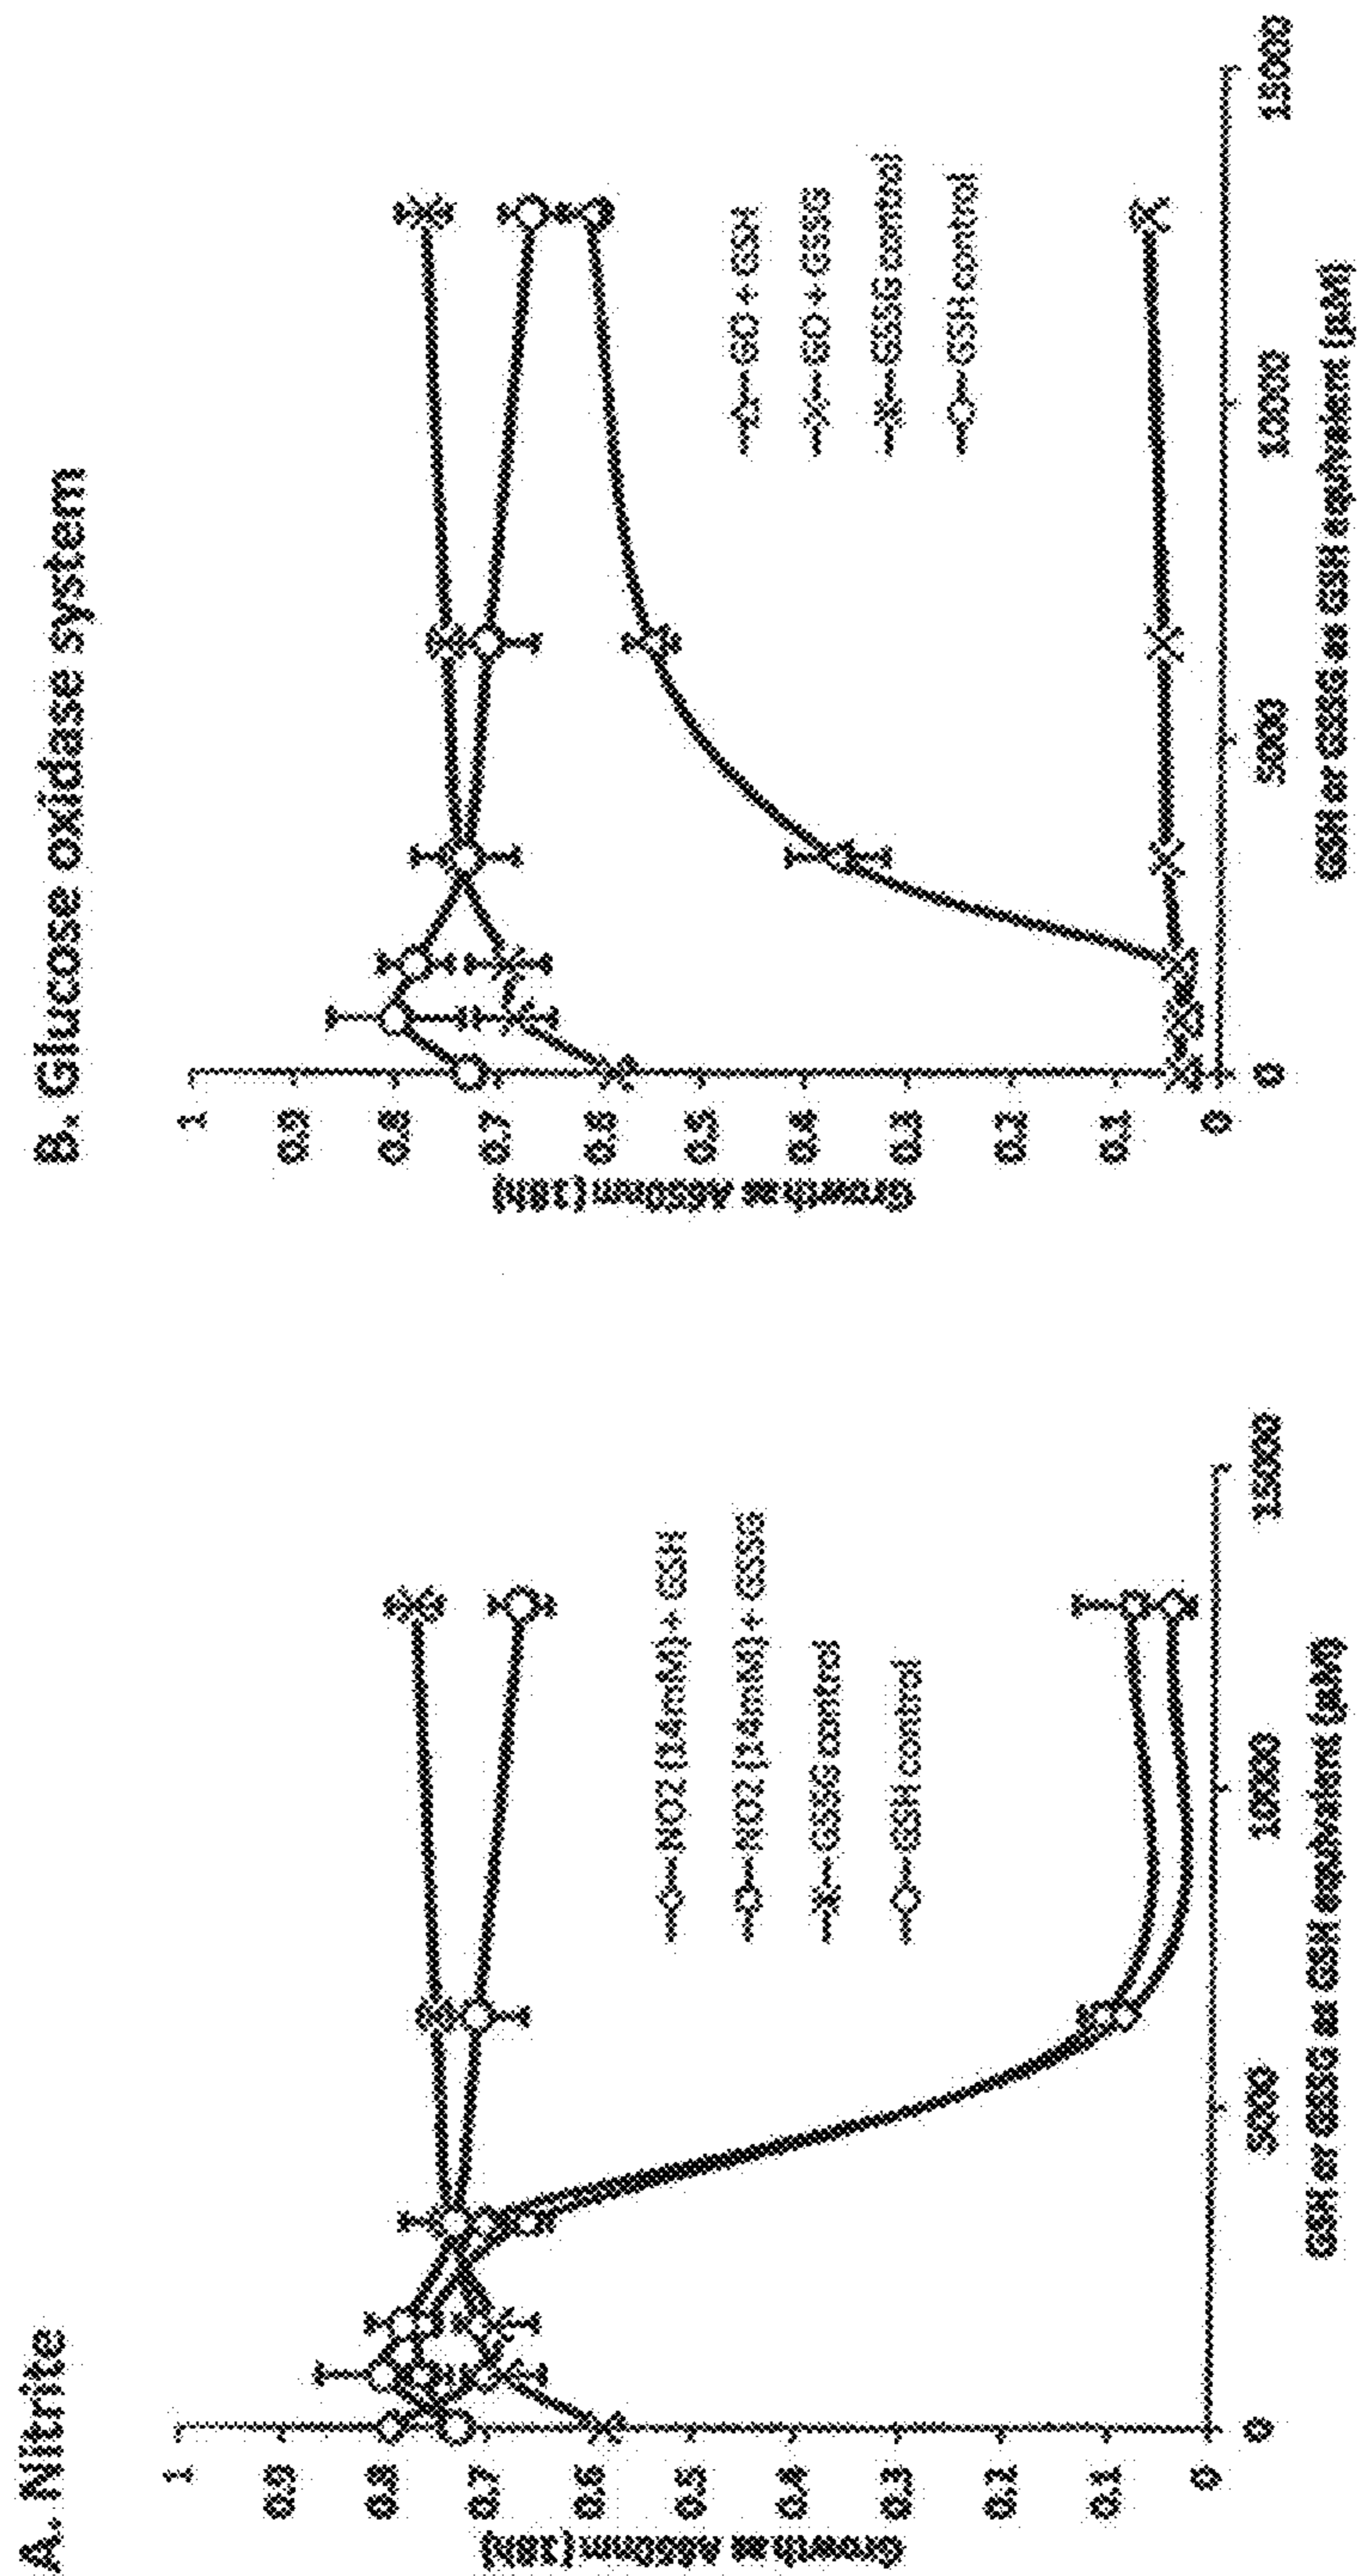 A. Nitrite
1
0.9
0.8
0.7
0.6
0.5
0.4
0.3
0.2
0.1
0
Growth as A650nm (18h)
NO2 [14mM] + GSH
NO2 [14mM] + GSSG
GSSG control
GSH control
0 5000 10000 15000
GSH or GSSG as GSH equivalent (µM)
B. Glucose oxidase system
1
0.9
0.8
0.7
0.6
0.5
0.4
0.3
0.2
0.1
0
Growth as A650nm (18h)
GO + GSH
GO + GSSG
GSSG control
GSH control
0 5000 10000 15000
GSH or GSSG as GSH equivalent (µM)